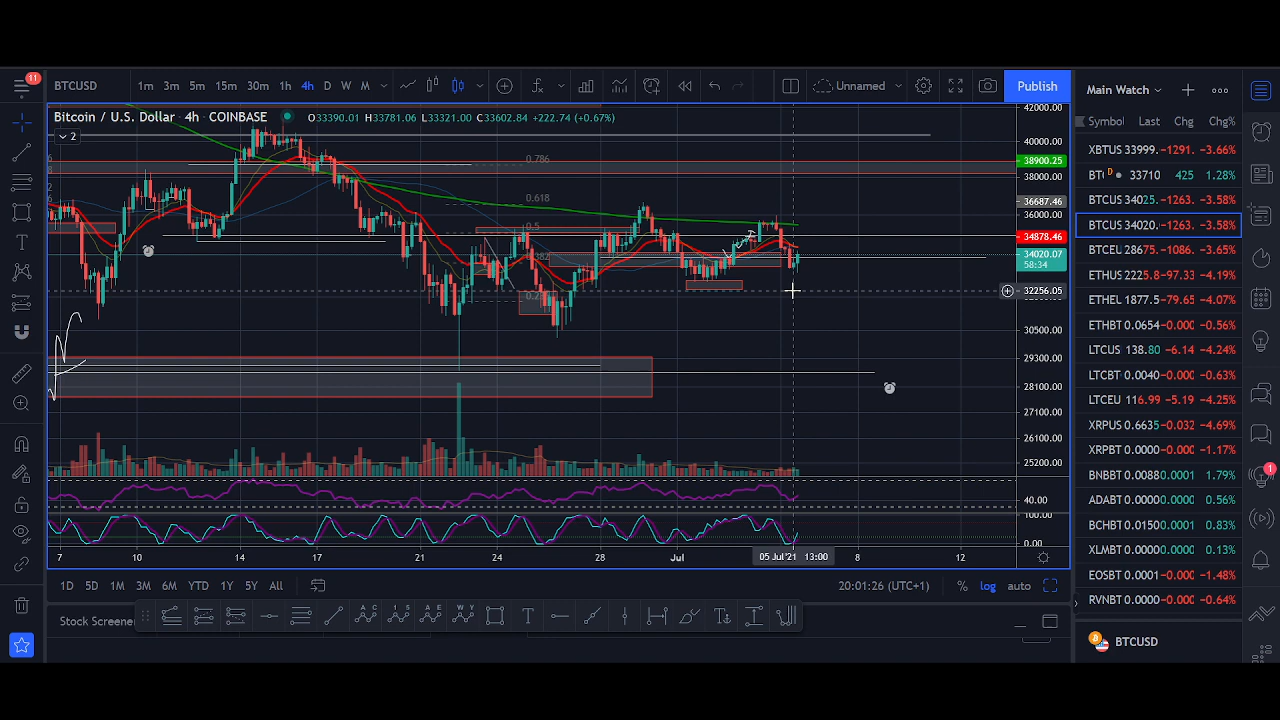 11
BTCUSD 1m 3m 5m 15m 30m 1h 4h D W M Unnamed Publish
Main Watch
Bitcoin / U.S. Dollar · 4h · COINBASE O33390.01 H33781.06 L33321.00 C33602.84 +222.74 (+0.67%)
2
42000.00
40000.00
38900.25
38000.00
36687.46
36000.00
34878.46
34020.07
58:34
32256.05
30500.00
29300.00
28100.00
27100.00
26100.00
25200.00
40.00
100.00
0.00
0.786
0.618
0.5
0.382
7 10 14 17 21 24 28 Jul 05 Jul'21 13:00 8 12
1D 5D 1M 3M 6M YTD 1Y 5Y All 20:01:26 (UTC+1) % log auto
Stock Screener
Symbol Last Chg Chg%
XBTUS 33999. -1291. -3.66%
BT D 33710 425 1.28%
BTCUS 34025. -1263. -3.58%
BTCUS 34020. -1263. -3.58%
BTCEU 28675. -1086. -3.65%
ETHUS 2225.8 -97.33 -4.19%
ETHEU 1877.5 -79.65 -4.07%
ETHBT 0.0654 -0.000 -0.56%
LTCUS 138.80 -6.14 -4.24%
LTCBT 0.0040 -0.000 -0.63%
LTCEU 116.99 -5.19 -4.25%
XRPUS 0.6635 -0.032 -4.69%
XRPBT 0.0000 -0.000 -1.17%
BNBBT 0.0088 0.0001 1.79%
ADABT 0.0000 0.0000 0.56%
BCHBT 0.0150 0.0001 0.83%
XLMBT 0.0000 0.0000 0.13%
EOSBT 0.0001 -0.000 -1.48%
RVNBT 0.0000 -0.000 -0.64%
BTCUSD
1